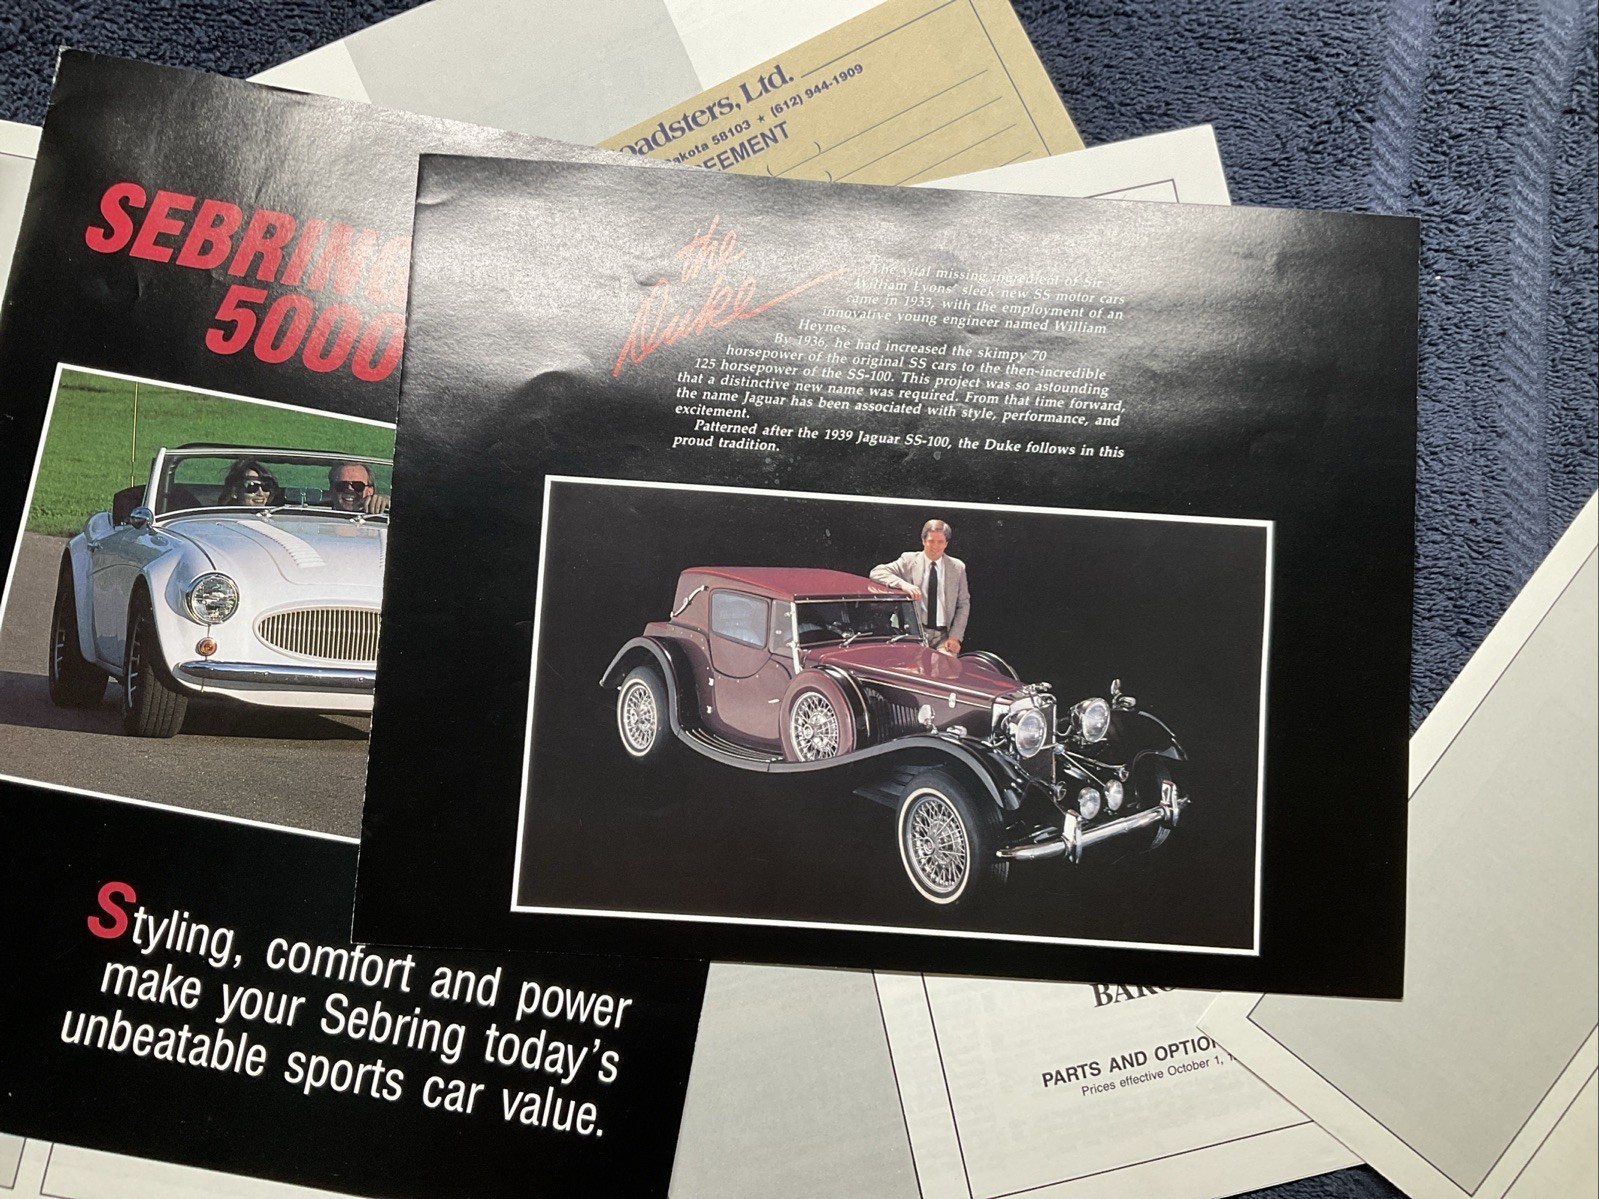 oadsters, Ltd.
akota 58103 ★ (612) 944-1909
EEMENT
SEBRING
5000
the
Duke
The vital missing ingredient of Sir
William Lyons' sleek new SS motor cars
came in 1933, with the employment of an
innovative young engineer named William
Heynes.
By 1936, he had increased the skimpy 70
horsepower of the original SS cars to the then-incredible
125 horsepower of the SS-100. This project was so astounding
that a distinctive new name was required. From that time forward,
the name Jaguar has been associated with style, performance, and
excitement.
Patterned after the 1939 Jaguar SS-100, the Duke follows in this
proud tradition.
Styling, comfort and power
make your Sebring today's
unbeatable sports car value.
PARTS AND OPTIO
Prices effective October 1,